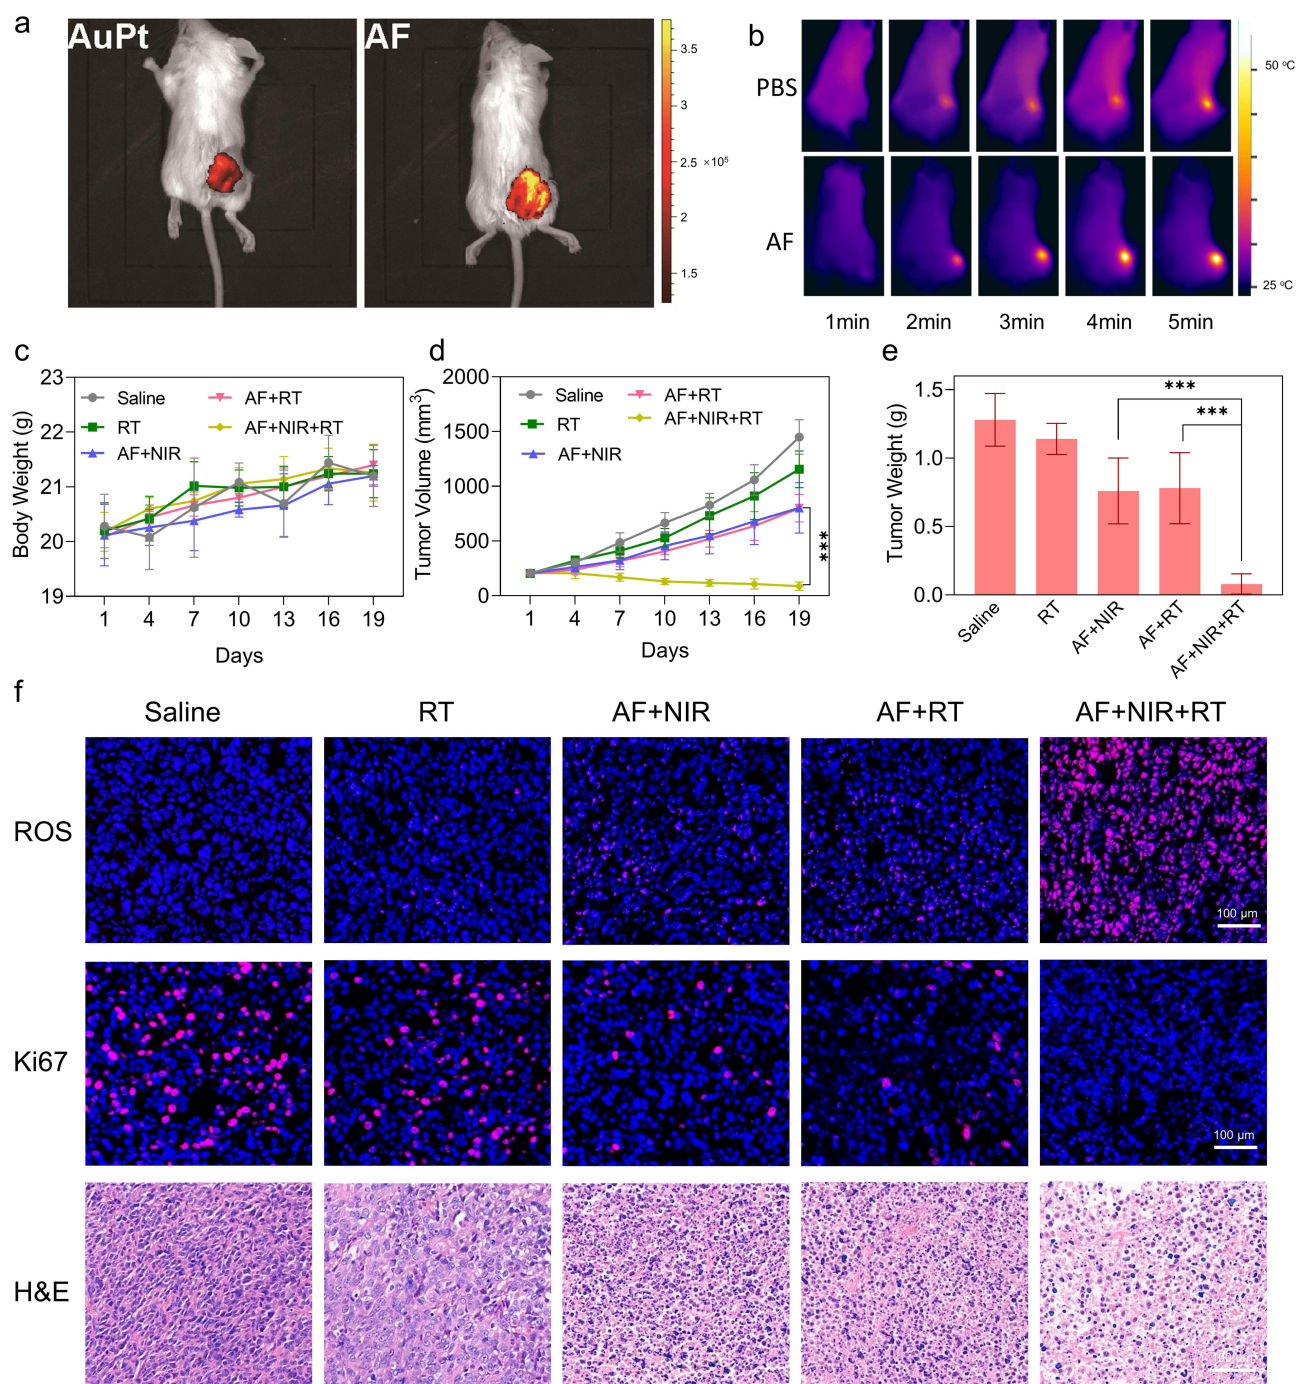 a
AuPt
AF
3.5
3
2.5 ×10⁵
2
1.5
b
PBS
AF
50 ℃
25 ℃
1min 2min 3min 4min 5min
c
Body Weight (g)
23
22
21
20
19
Saline
RT
AF+NIR
AF+RT
AF+NIR+RT
1 4 7 10 13 16 19
Days
d
Tumor Volume (mm³)
2000
1500
1000
500
0
Saline
RT
AF+NIR
AF+RT
AF+NIR+RT
***
1 4 7 10 13 16 19
Days
e
Tumor Weight (g)
1.5
1.0
0.5
0.0
***
***
Saline
RT
AF+NIR
AF+RT
AF+NIR+RT
f
Saline RT AF+NIR AF+RT AF+NIR+RT
ROS
100 μm
Ki67
100 μm
H&E